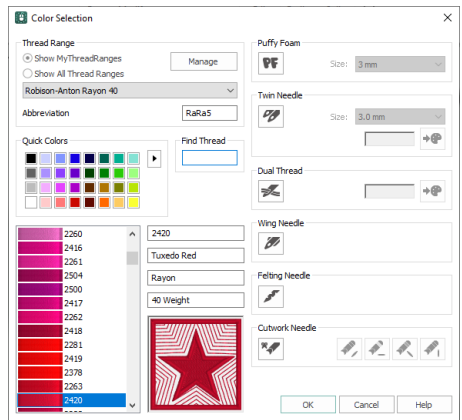 Color Selection
Thread Range
Show MyThreadRanges
Manage
Show All Thread Ranges
Robison-Anton Rayon 40
Abbreviation
RaRa5
Quick Colors
Find Thread
2260
2416
2261
2504
2500
2417
2262
2418
2281
2419
2378
2263
2420
2420
Tuxedo Red
Rayon
40 Weight
Puffy Foam
PF
Size:
3 mm
Twin Needle
Size:
3.0 mm
Dual Thread
Wing Needle
Felting Needle
Cutwork Needle
OK
Cancel
Help